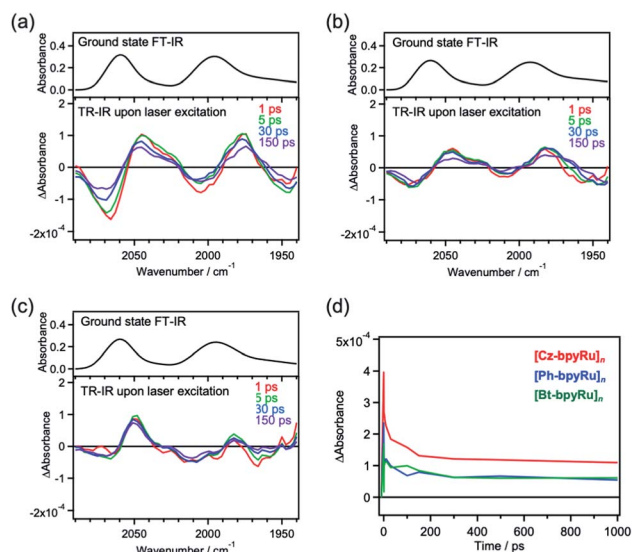 (a)
Ground state FT-IR
Absorbance
0.4
0.2
0.0
TR-IR upon laser excitation
1 ps
5 ps
30 ps
150 ps
ΔAbsorbance
2
1
0
-1
-2x10⁻⁴
2050
2000
1950
Wavenumber / cm⁻¹
(b)
Ground state FT-IR
Absorbance
0.4
0.2
0.0
TR-IR upon laser excitation
1 ps
5 ps
30 ps
150 ps
ΔAbsorbance
2
1
0
-1
-2x10⁻⁴
2050
2000
1950
Wavenumber / cm⁻¹
(c)
Ground state FT-IR
Absorbance
0.4
0.2
0.0
TR-IR upon laser excitation
1 ps
5 ps
30 ps
150 ps
ΔAbsorbance
2
1
0
-1
-2x10⁻⁴
2050
2000
1950
Wavenumber / cm⁻¹
(d)
5x10⁻⁴
4
3
2
1
0
ΔAbsorbance
[Cz-bpyRu]ₙ
[Ph-bpyRu]ₙ
[Bt-bpyRu]ₙ
0
200
400
600
800
1000
Time / ps